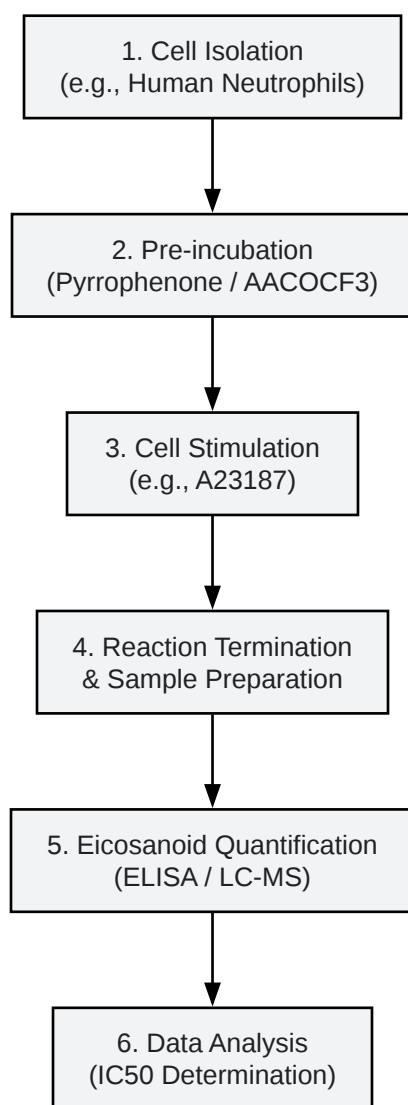 1. Cell Isolation
(e.g., Human Neutrophils)
2. Pre-incubation
(Pyrrophenone / AACOCF3)
3. Cell Stimulation
(e.g., A23187)
4. Reaction Termination
& Sample Preparation
5. Eicosanoid Quantification
(ELISA / LC-MS)
6. Data Analysis
(IC50 Determination)